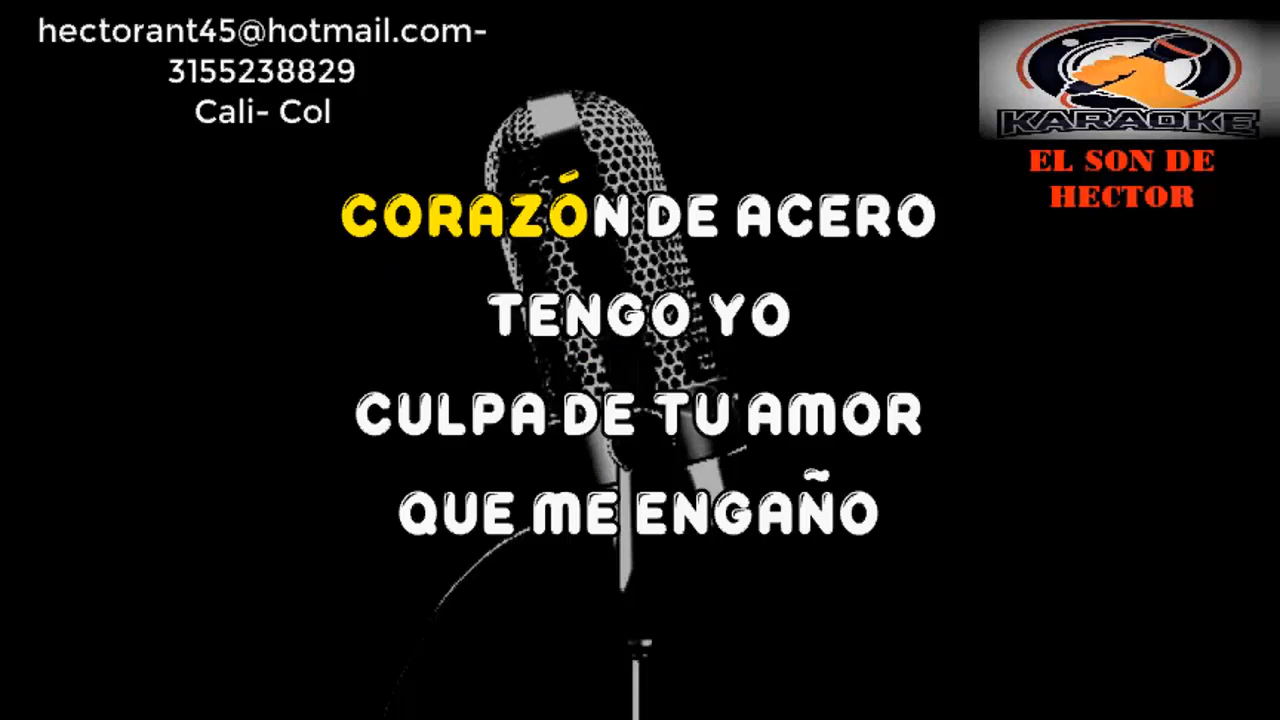 hectorant45@hotmail.com-
3155238829
Cali- Col
KARAOKE
EL SON DE
HECTOR
CORAZÓN DE ACERO
TENGO YO
CULPA DE TU AMOR
QUE ME ENGAÑO